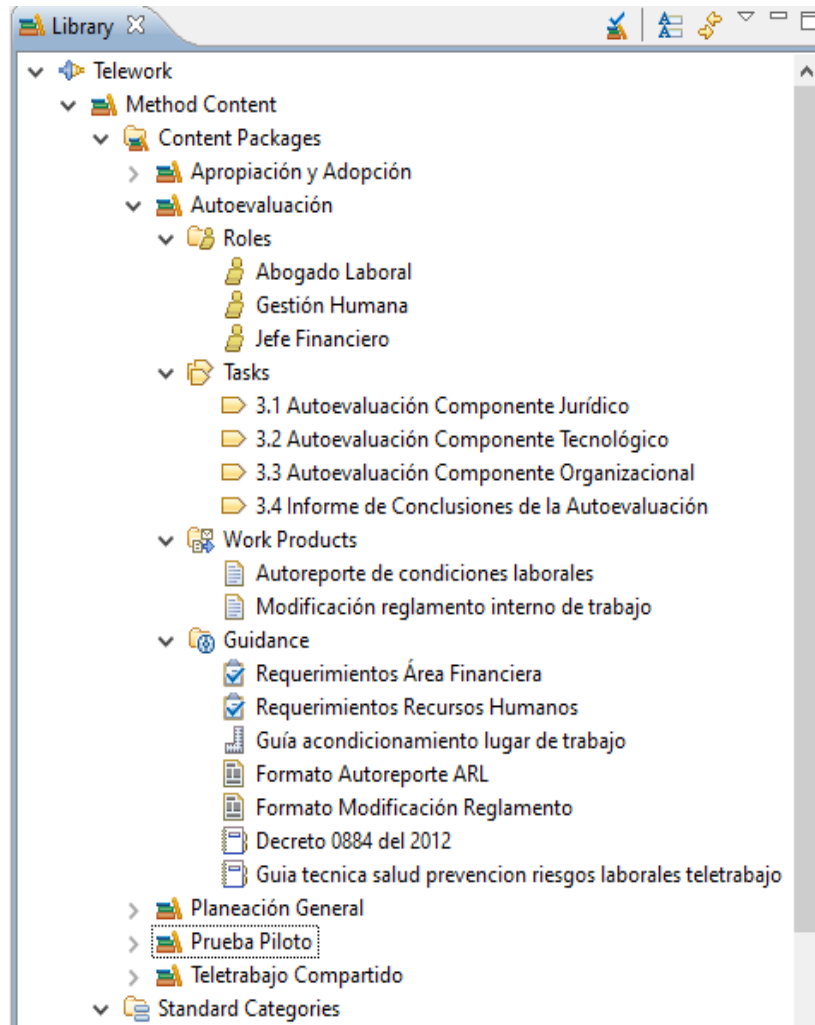 Library
Telework
Method Content
Content Packages
Apropiación y Adopción
Autoevaluación
Roles
Abogado Laboral
Gestión Humana
Jefe Financiero
Tasks
3.1 Autoevaluación Componente Jurídico
3.2 Autoevaluación Componente Tecnológico
3.3 Autoevaluación Componente Organizacional
3.4 Informe de Conclusiones de la Autoevaluación
Work Products
Autoreporte de condiciones laborales
Modificación reglamento interno de trabajo
Guidance
Requerimientos Área Financiera
Requerimientos Recursos Humanos
Guía acondicionamiento lugar de trabajo
Formato Autoreporte ARL
Formato Modificación Reglamento
Decreto 0884 del 2012
Guia tecnica salud prevencion riesgos laborales teletrabajo
Planeación General
Prueba Piloto
Teletrabajo Compartido
Standard Categories